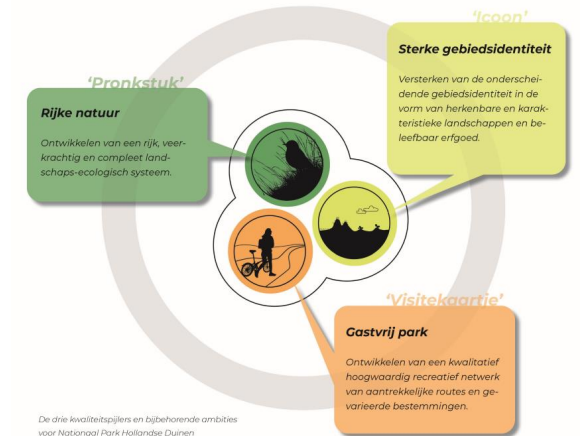 'Icoon'
Sterke gebiedsidentiteit
Versterken van de onderschei-
dende gebiedsidentiteit in de
vorm van herkenbare en karak-
teristieke landschappen en be-
leefbaar erfgoed.
'Pronkstuk'
Rijke natuur
Ontwikkelen van een rijk, veer-
krachtig en compleet land-
schaps-ecologisch systeem.
'Visitekaartje'
Gastvrij park
Ontwikkelen van een kwalitatief
hoogwaardig recreatief netwerk
van aantrekkelijke routes en ge-
varieerde bestemmingen.
De drie kwaliteitspijlers en bijbehorende ambities
voor Nationaal Park Hollandse Duinen